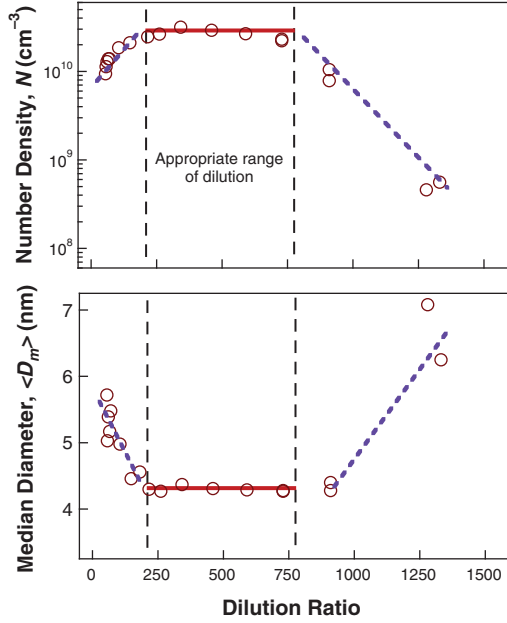 Number Density, N (cm⁻³)
10¹⁰
10⁹
10⁸
Appropriate range
of dilution
Median Diameter, <Dₘ> (nm)
7
6
5
4
0 250 500 750 1000 1250 1500
Dilution Ratio